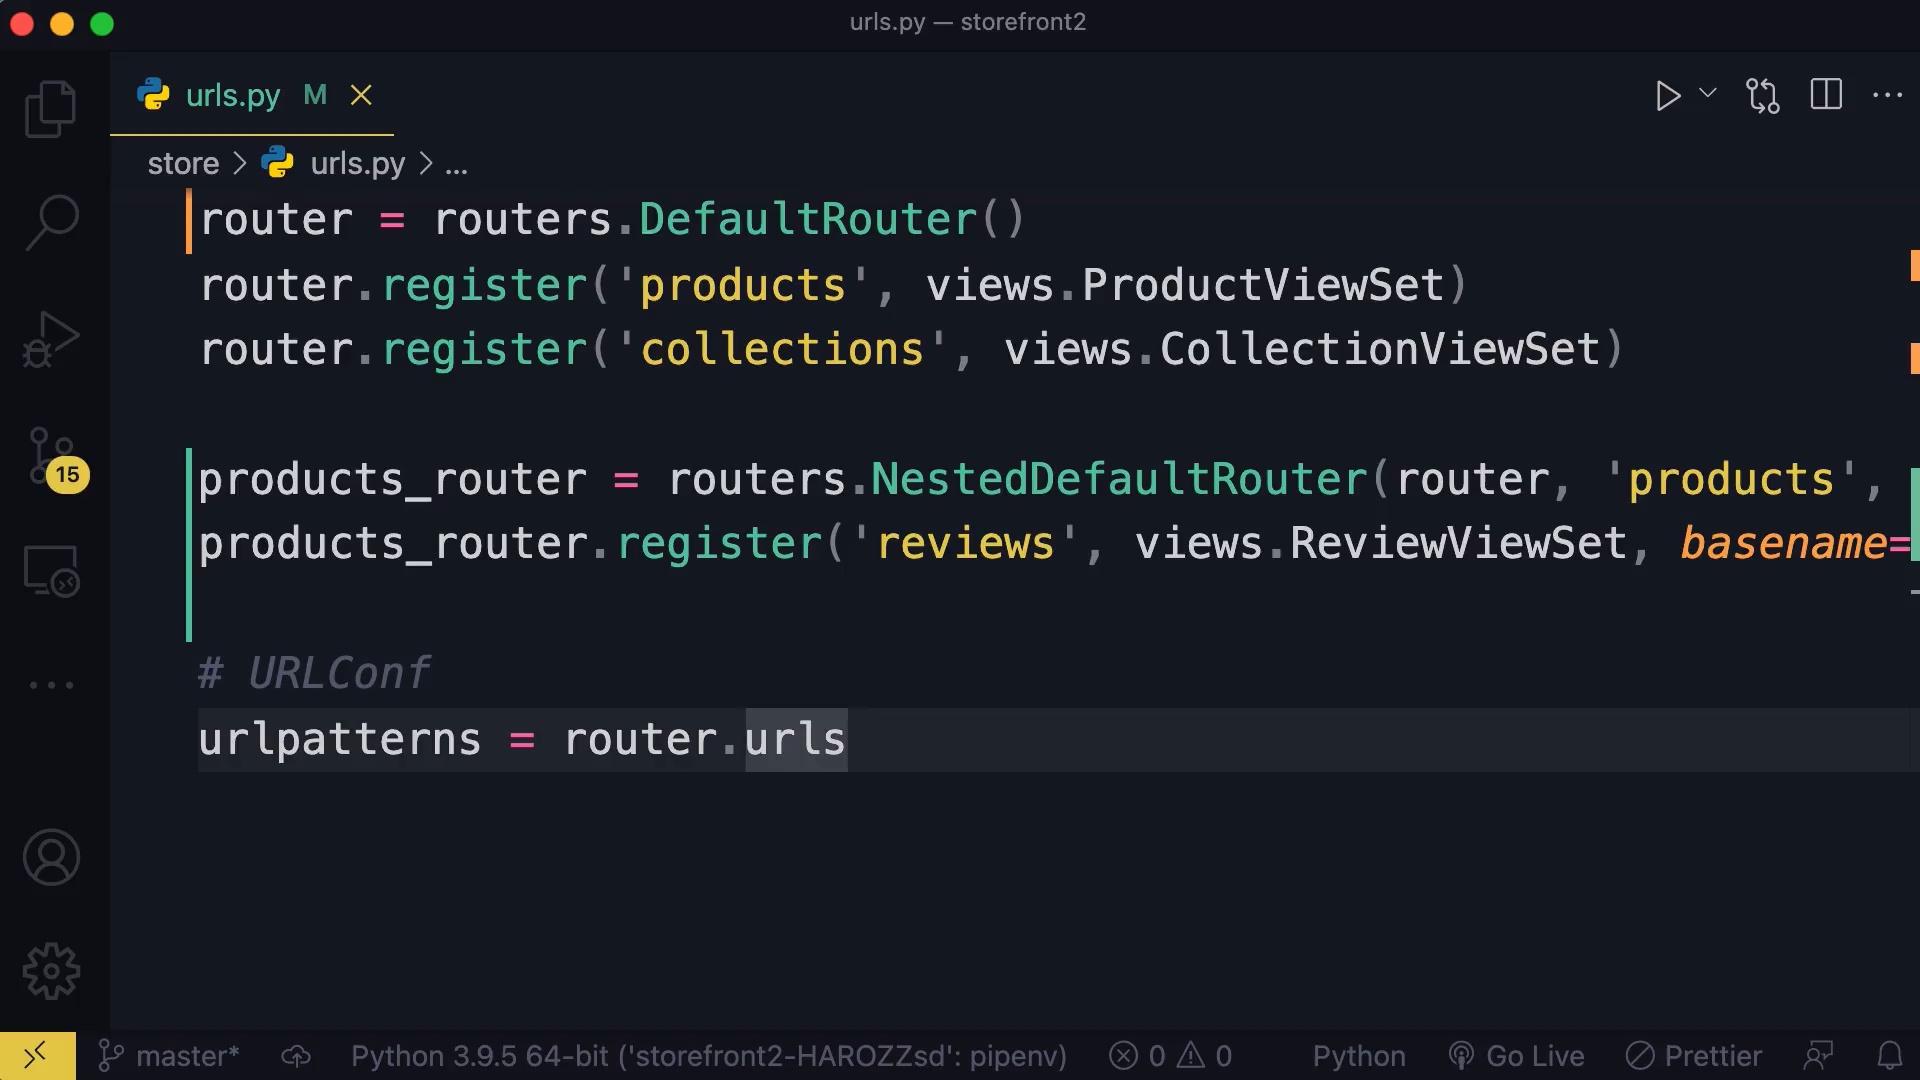 urls.py — storefront2
urls.py M
store > urls.py > ...
router = routers.DefaultRouter()
router.register('products', views.ProductViewSet)
router.register('collections', views.CollectionViewSet)
products_router = routers.NestedDefaultRouter(router, 'products',
products_router.register('reviews', views.ReviewViewSet, basename=
# URLConf
urlpatterns = router.urls
15
master* Python 3.9.5 64-bit ('storefront2-HAROZZsd': pipenv) 0 0 Python Go Live Prettier